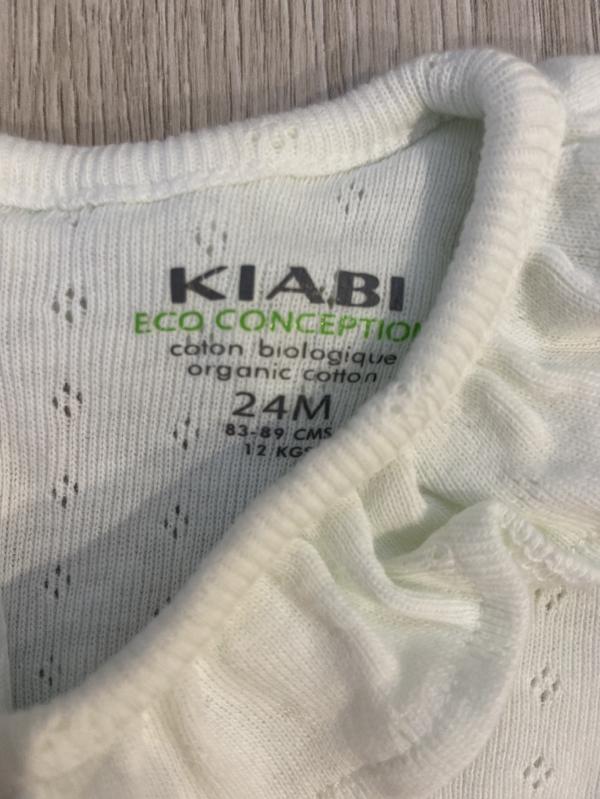 KIABI
ECO CONCEPTION
coton biologique
organic cotton
24M
83-89 CMS
12 KGS